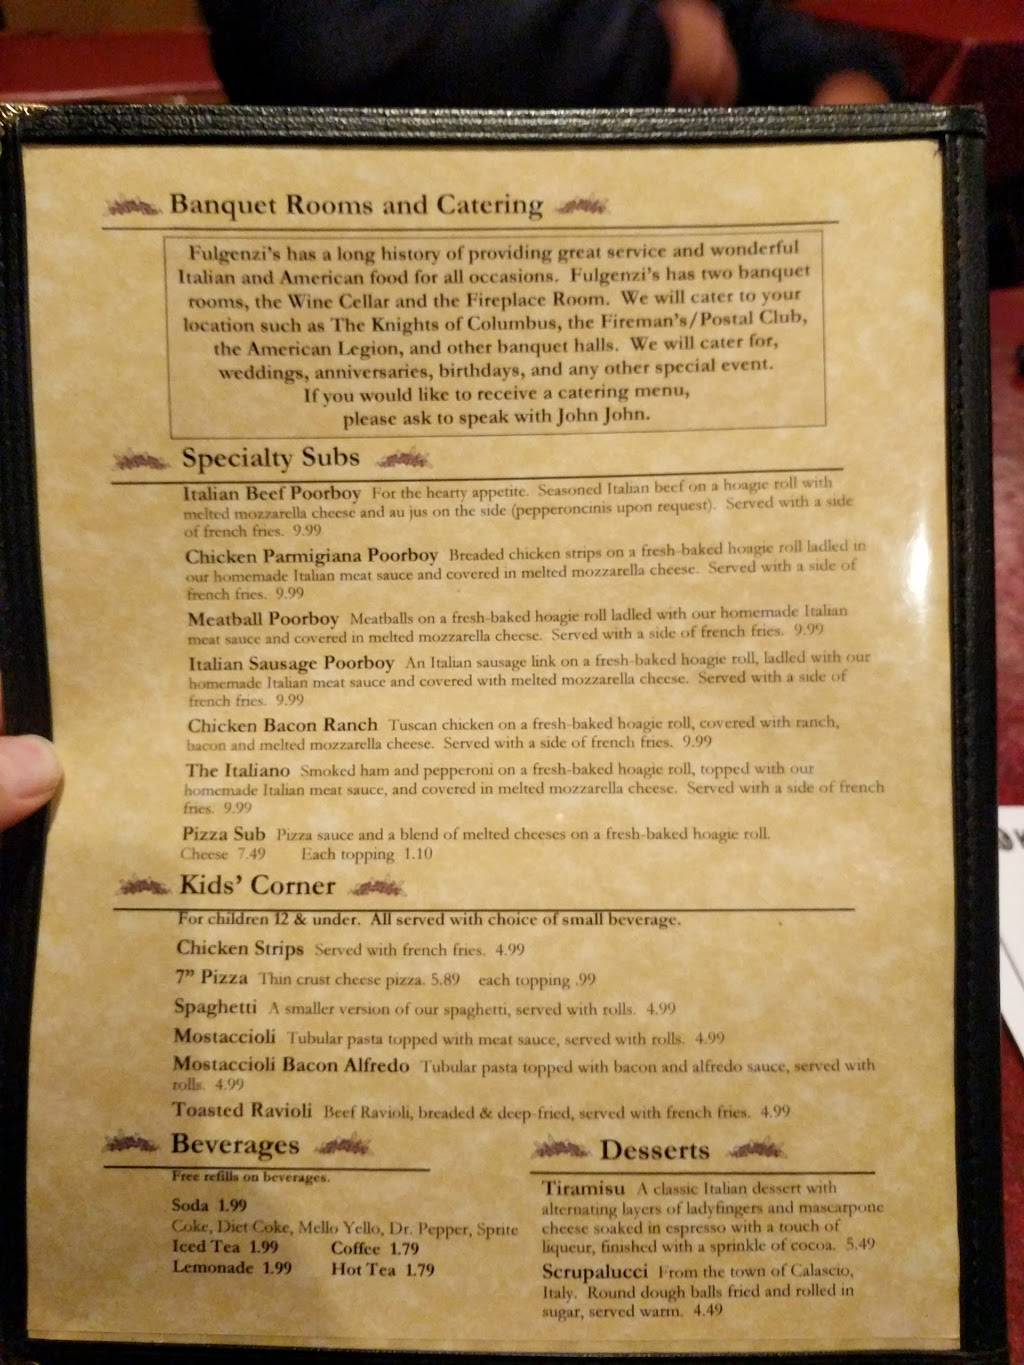 Banquet Rooms and Catering
Fulgenzi's has a long history of providing great service and wonderful
Italian and American food for all occasions. Fulgenzi's has two banquet
rooms, the Wine Cellar and the Fireplace Room. We will cater to your
location such as The Knights of Columbus, the Fireman's/Postal Club,
the American Legion, and other banquet halls. We will cater for,
weddings, anniversaries, birthdays, and any other special event.
If you would like to receive a catering menu,
please ask to speak with John John.
Specialty Subs
Italian Beef Poorboy For the hearty appetite. Seasoned Italian beef on a hoagie roll with
melted mozzarella cheese and au jus on the side (pepperoncinis upon request). Served with a side
of french fries. 9.99
Chicken Parmigiana Poorboy Breaded chicken strips on a fresh-baked hoagie roll ladled in
our homemade Italian meat sauce and covered in melted mozzarella cheese. Served with a side of
french fries. 9.99
Meatball Poorboy Meatballs on a fresh-baked hoagie roll ladled with our homemade Italian
meat sauce and covered in melted mozzarella cheese. Served with a side of french fries. 9.99
Italian Sausage Poorboy An Italian sausage link on a fresh-baked hoagie roll, ladled with our
homemade Italian meat sauce and covered with melted mozzarella cheese. Served with a side of
french fries. 9.99
Chicken Bacon Ranch Tuscan chicken on a fresh-baked hoagie roll, covered with ranch,
bacon and melted mozzarella cheese. Served with a side of french fries. 9.99
The Italiano Smoked ham and pepperoni on a fresh-baked hoagie roll, topped with our
homemade Italian meat sauce, and covered in melted mozzarella cheese. Served with a side of french
fries. 9.99
Pizza Sub Pizza sauce and a blend of melted cheeses on a fresh-baked hoagie roll.
Cheese 7.49 Each topping 1.10
Kids' Corner
For children 12 & under. All served with choice of small beverage.
Chicken Strips Served with french fries. 4.99
7" Pizza Thin crust cheese pizza. 5.89 each topping .99
Spaghetti A smaller version of our spaghetti, served with rolls. 4.99
Mostaccioli Tubular pasta topped with meat sauce, served with rolls. 4.99
Mostaccioli Bacon Alfredo Tubular pasta topped with bacon and alfredo sauce, served with
rolls. 4.99
Toasted Ravioli Beef Ravioli, breaded & deep-fried, served with french fries. 4.99
Beverages
Free refills on beverages.
Soda 1.99
Coke, Diet Coke, Mello Yello, Dr. Pepper, Sprite
Iced Tea 1.99 Coffee 1.79
Lemonade 1.99 Hot Tea 1.79
Desserts
Tiramisu A classic Italian dessert with
alternating layers of ladyfingers and mascarpone
cheese soaked in espresso with a touch of
liqueur, finished with a sprinkle of cocoa. 5.49
Scrupalucci From the town of Calascio,
Italy. Round dough balls fried and rolled in
sugar, served warm. 4.49